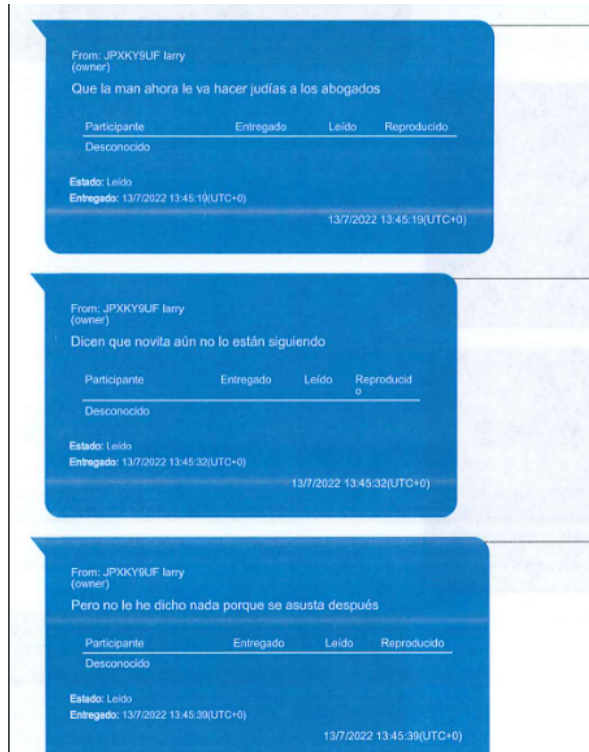 From: JPXKY9UF larry
(owner)
Que la man ahora le va hacer judías a los abogados
Participante Entregado Leído Reproducido
Desconocido
Estado: Leído
Entregado: 13/7/2022 13:45:19(UTC+0)
13/7/2022 13:45:19(UTC+0)
From: JPXKY9UF larry
(owner)
Dicen que novita aún no lo están siguiendo
Participante Entregado Leído Reproducid
o
Desconocido
Estado: Leído
Entregado: 13/7/2022 13:45:32(UTC+0)
13/7/2022 13:45:32(UTC+0)
From: JPXKY9UF larry
(owner)
Pero no le he dicho nada porque se asusta después
Participante Entregado Leído Reproducido
Desconocido
Estado: Leído
Entregado: 13/7/2022 13:45:39(UTC+0)
13/7/2022 13:45:39(UTC+0)